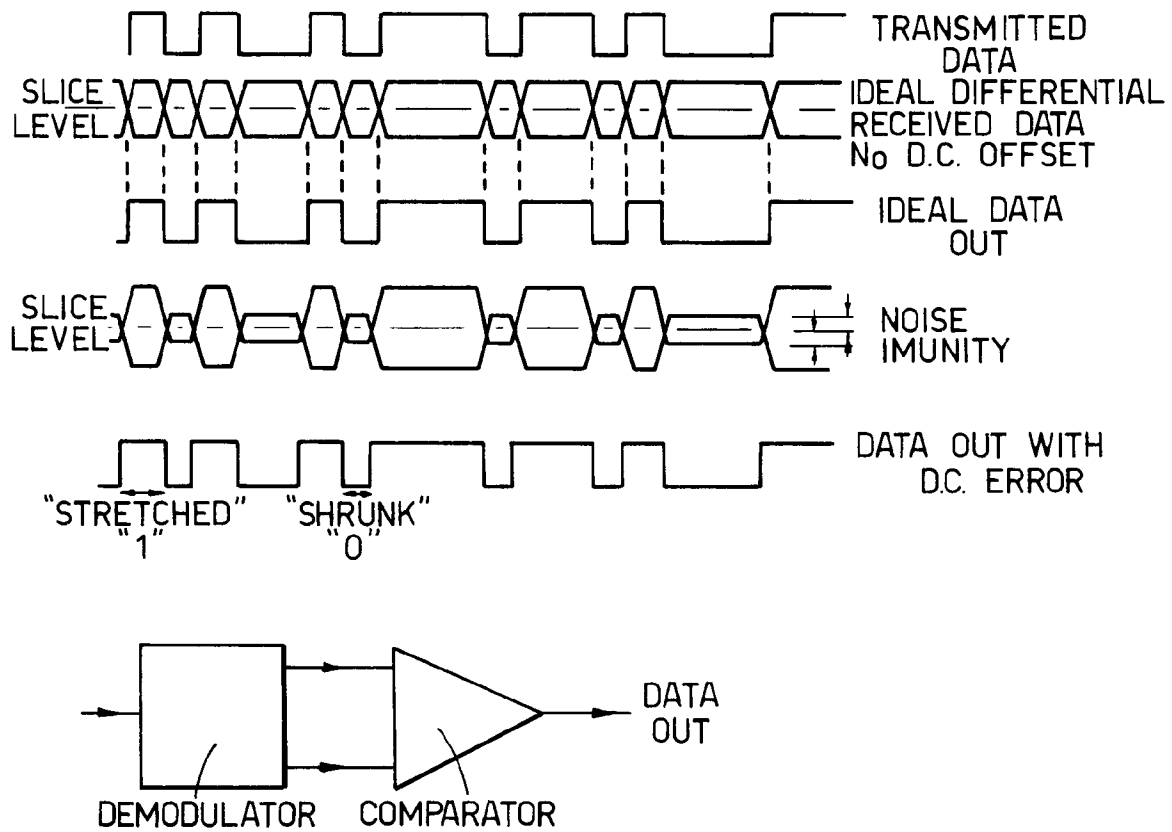 TRANSMITTED
DATA
SLICE
LEVEL
IDEAL DIFFERENTIAL
RECEIVED DATA
No D.C. OFFSET
IDEAL DATA
OUT
SLICE
LEVEL
NOISE
IMUNITY
DATA OUT WITH
D.C. ERROR
"STRETCHED"
"1"
"SHRUNK"
"0"
DATA
OUT
DEMODULATOR
COMPARATOR